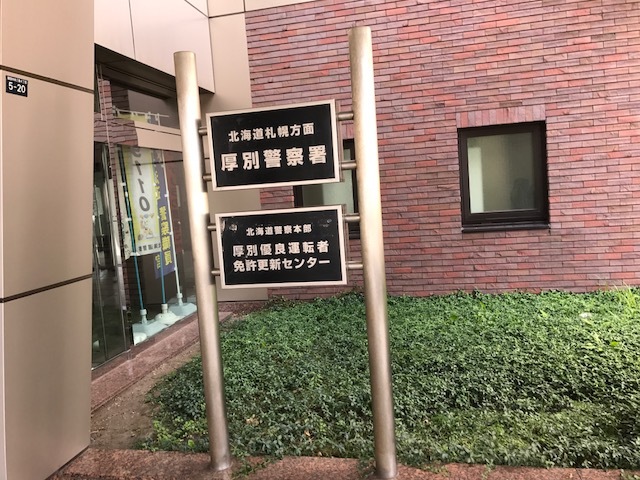 5-20
北海道札幌方面
厚別警察署
北海道警察本部
厚別優良運転者
免許更新センター